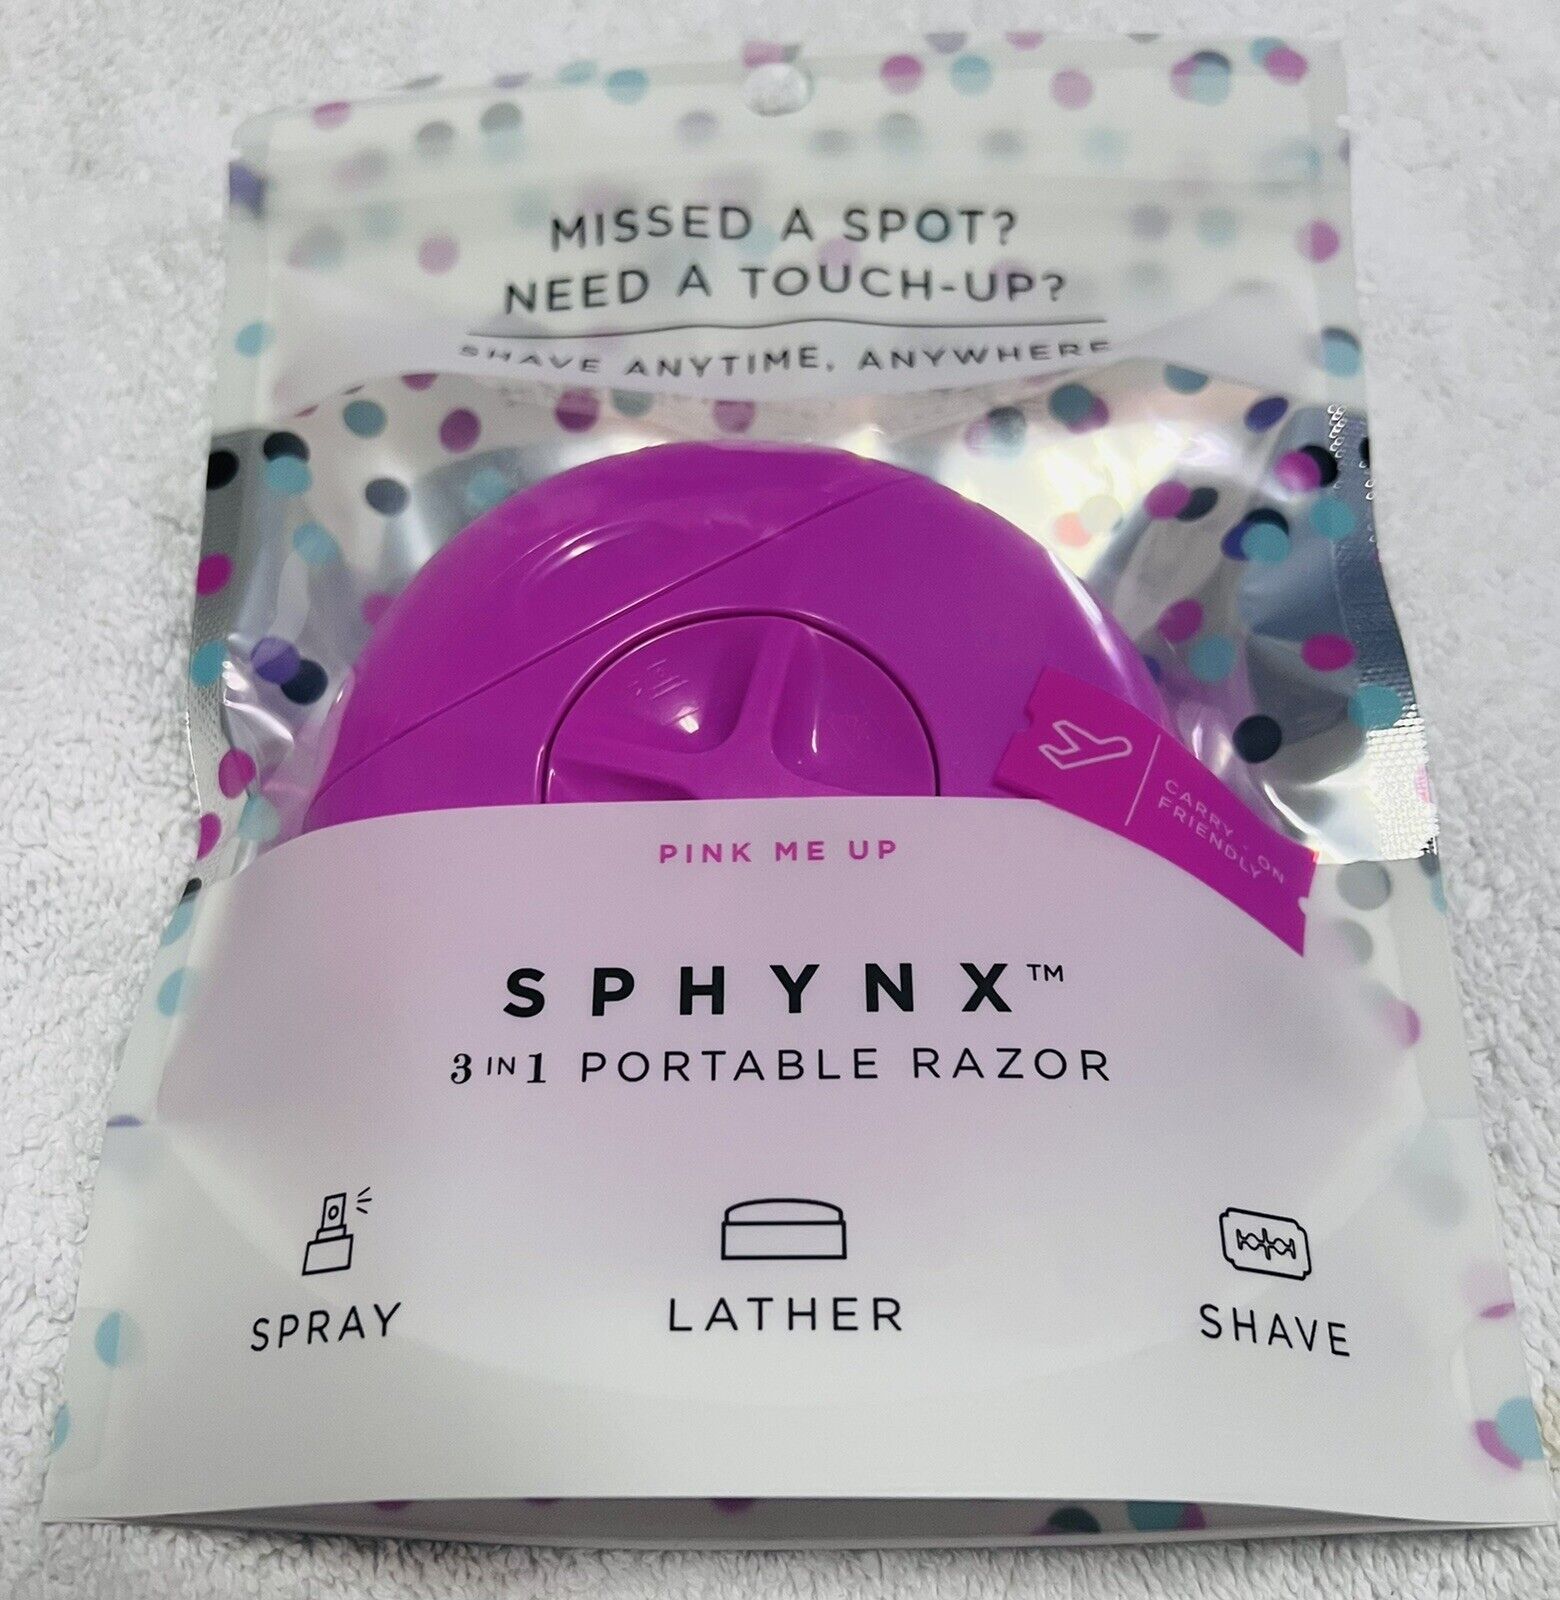 MISSED A SPOT?
NEED A TOUCH-UP?
SHAVE ANYTIME, ANYWHERE
CARRY-ON
FRIENDLY
PINK ME UP
SPHYNX™
3 IN 1 PORTABLE RAZOR
SPRAY
LATHER
SHAVE